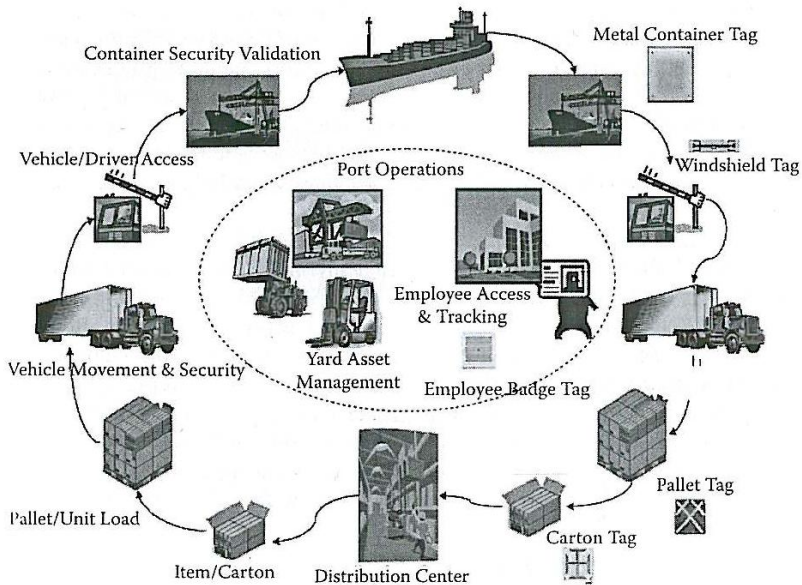 Container Security Validation
Metal Container Tag
Vehicle/Driver Access
Windshield Tag
Port Operations
Employee Access
& Tracking
Yard Asset
Management
Vehicle Movement & Security
Employee Badge Tag
Pallet/Unit Load
Pallet Tag
Carton Tag
Item/Carton
Distribution Center